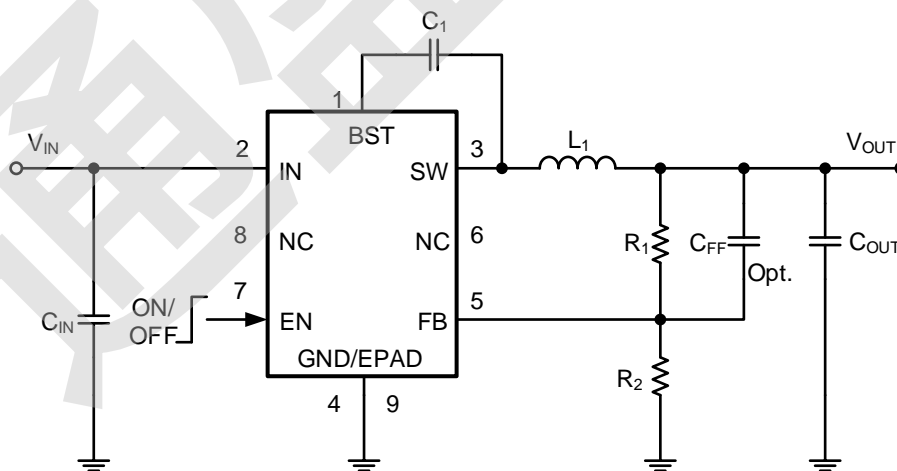 C1
1
BST
VIN
2
IN
SW
3
L1
VOUT
8
NC
NC
6
R1
CFF
Opt.
COUT
CIN
ON/
OFF
7
EN
FB
5
GND/EPAD
R2
4
9